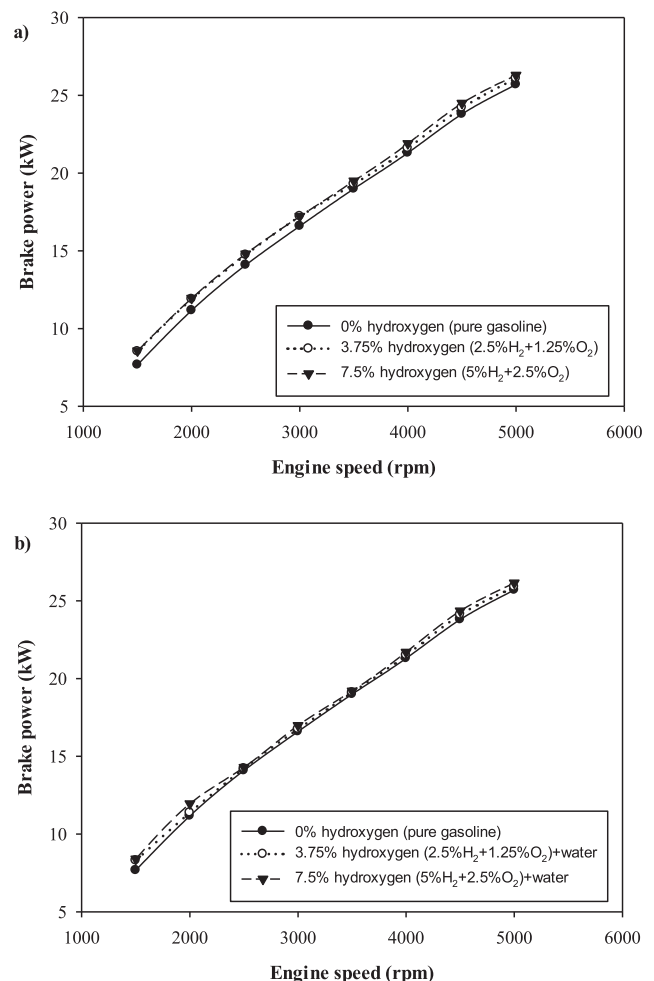 a)
30
25
20
15
10
5
Brake power (kW)
0% hydroxygen (pure gasoline)
3.75% hydroxygen (2.5%H₂+1.25%O₂)
7.5% hydroxygen (5%H₂+2.5%O₂)
1000 2000 3000 4000 5000 6000
Engine speed (rpm)
b)
30
25
20
15
10
5
Brake power (kW)
0% hydroxygen (pure gasoline)
3.75% hydroxygen (2.5%H₂+1.25%O₂)+water
7.5% hydroxygen (5%H₂+2.5%O₂)+water
1000 2000 3000 4000 5000 6000
Engine speed (rpm)